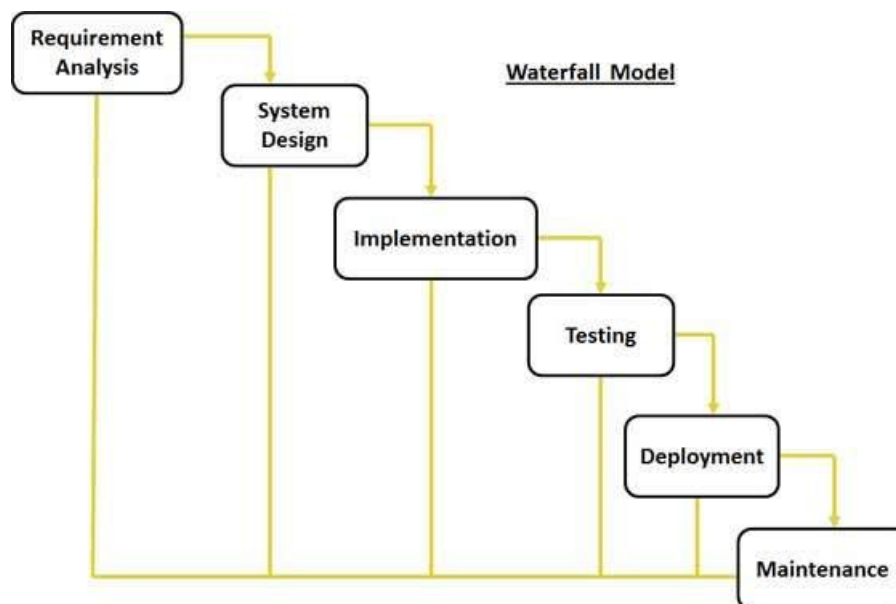 Requirement
Analysis
Waterfall Model
System
Design
Implementation
Testing
Deployment
Maintenance